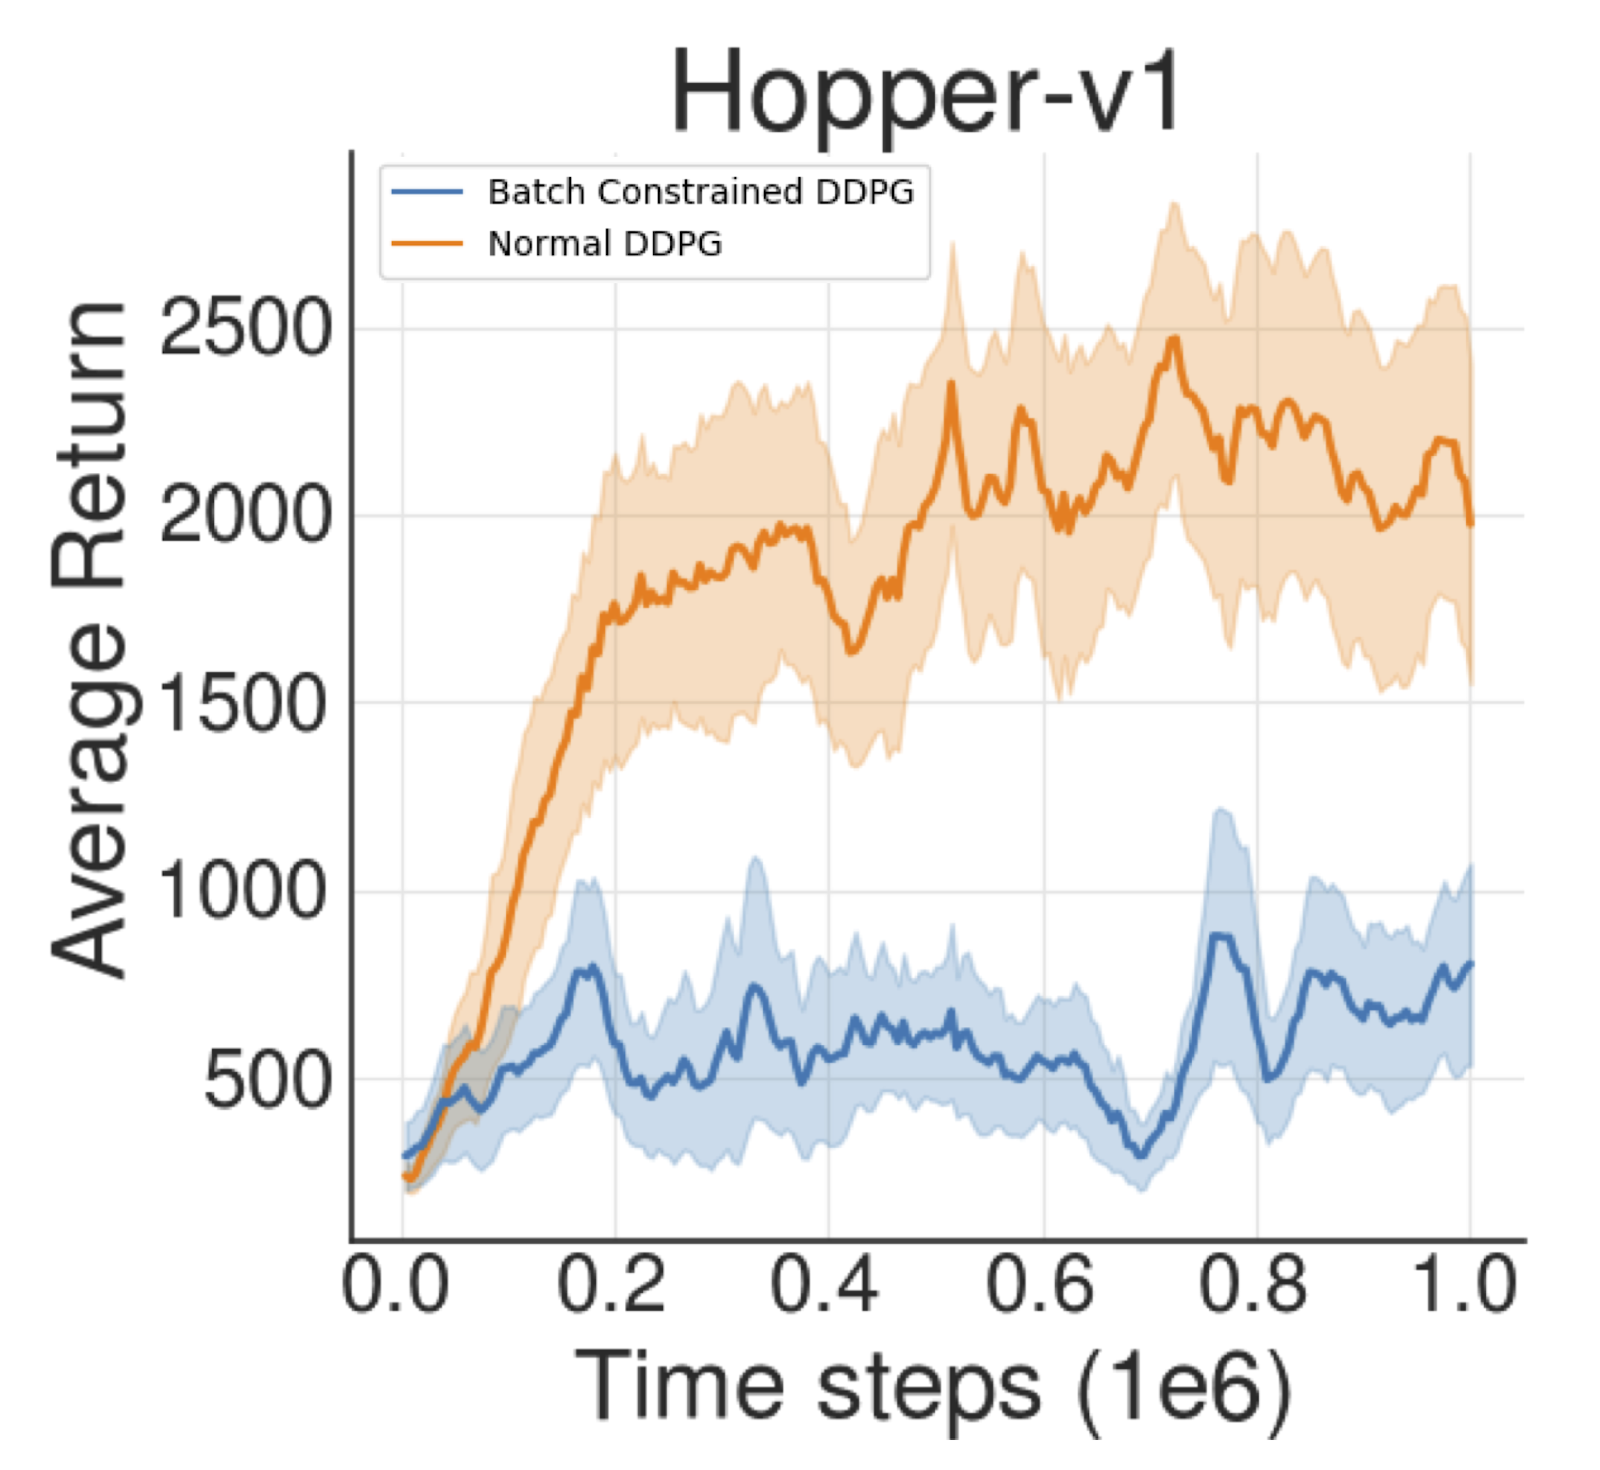 Hopper-v1
Batch Constrained DDPG
Normal DDPG
Average Return
2500
2000
1500
1000
500
0.0 0.2 0.4 0.6 0.8 1.0
Time steps (1e6)